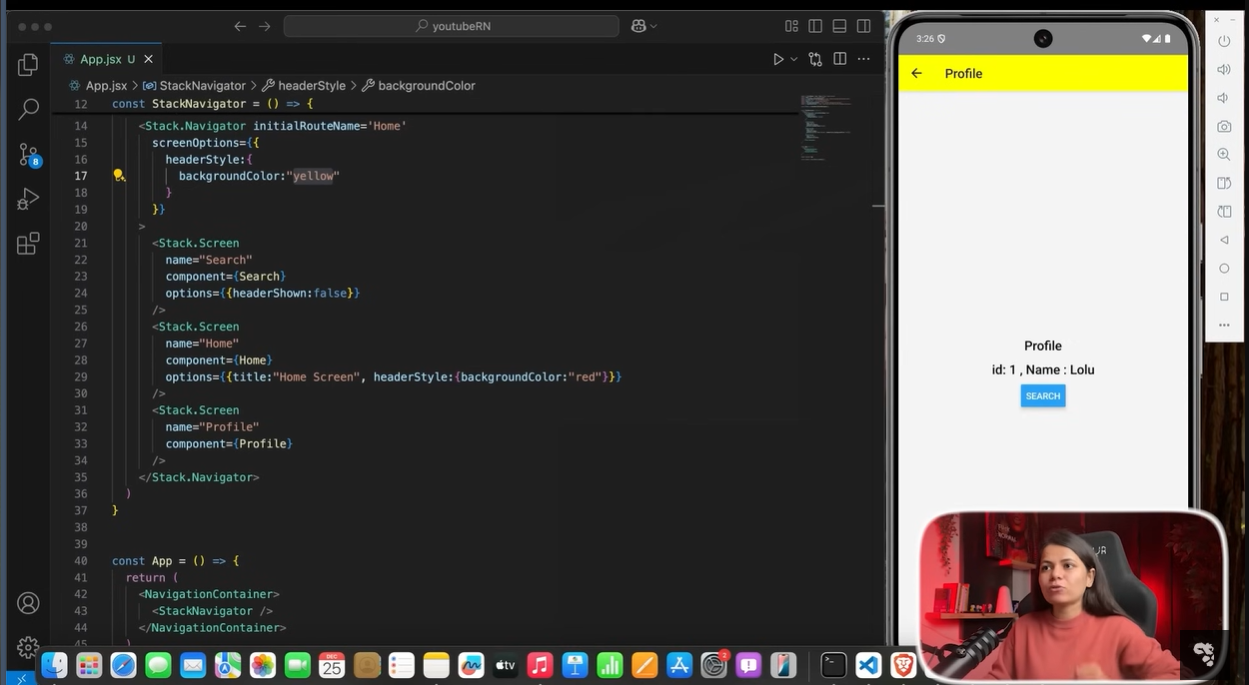 youtubeRN
App.jsx U
App.jsx > StackNavigator > headerStyle > backgroundColor
12 const StackNavigator = () => {
14 <Stack.Navigator initialRouteName='Home'
15 screenOptions={{
16 headerStyle:{
17 backgroundColor:"yellow"
18 }
19 }}
20 >
21 <Stack.Screen
22 name="Search"
23 component={Search}
24 options={{headerShown:false}}
25 />
26 <Stack.Screen
27 name="Home"
28 component={Home}
29 options={{title:"Home Screen", headerStyle:{backgroundColor:"red"}}}
30 />
31 <Stack.Screen
32 name="Profile"
33 component={Profile}
34 />
35 </Stack.Navigator>
36 )
37 }
38
39
40 const App = () => {
41 return (
42 <NavigationContainer>
43 <StackNavigator />
44 </NavigationContainer>
45 )
8
3:26
Profile
Profile
id: 1 , Name : Lolu
SEARCH
DEC
25
tv
2